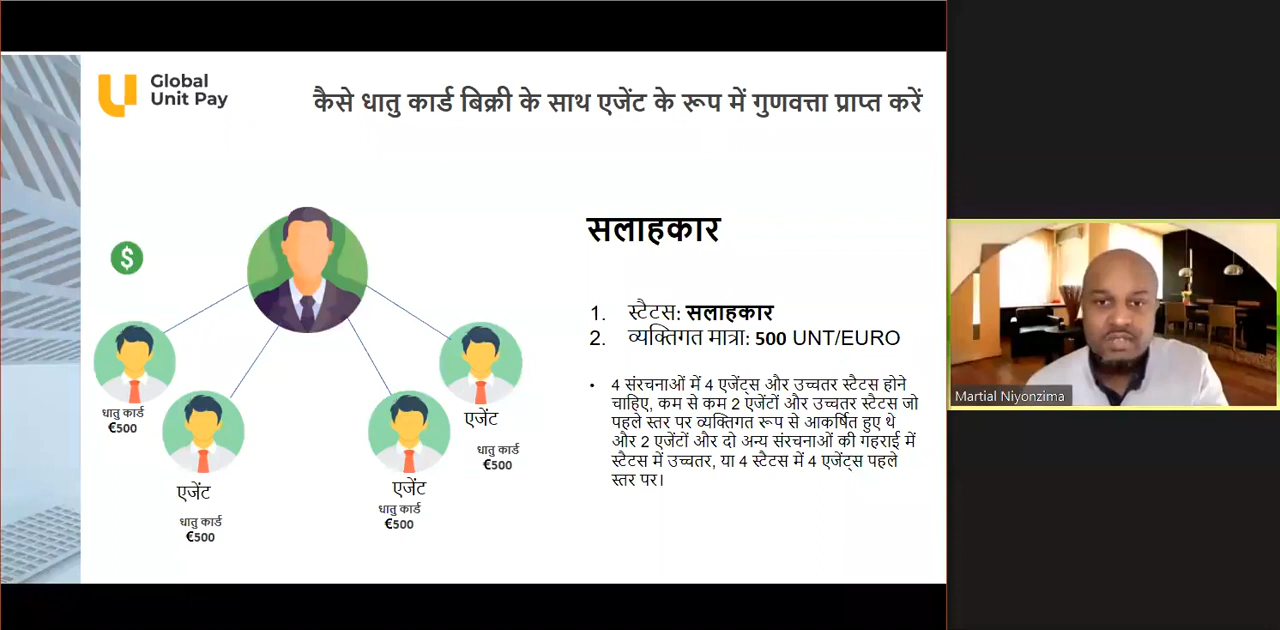 Global
Unit Pay
कैसे धातु कार्ड बिक्री के साथ एजेंट के रूप में गुणवत्ता प्राप्त करें
सलाहकार
$
1. स्टैटस: सलाहकार
2. व्यक्तिगत मात्रा: 500 UNT/EURO
• 4 संरचनाओं में 4 एजेंट्स और उच्चतर स्टैटस होने
चाहिए, कम से कम 2 एजेंटों और उच्चतर स्टैटस जो
पहले स्तर पर व्यक्तिगत रूप से आकर्षित हुए थे
और 2 एजेंटों और दो अन्य संरचनाओं की गहराई में
स्टैटस में उच्चतर, या 4 स्टैटस में 4 एजेंट्स पहले
स्तर पर।
धातु कार्ड
€500
एजेंट
धातु कार्ड
€500
एजेंट
धातु कार्ड
€500
एजेंट
धातु कार्ड
€500
Martial Niyonzima